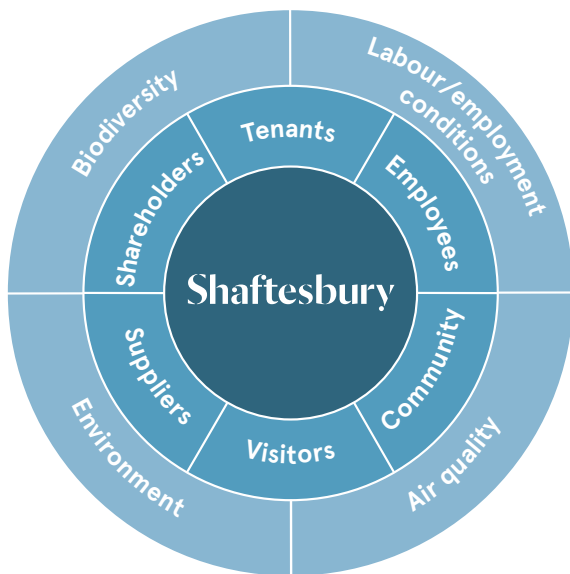 Biodiversity
Labour/employment
conditions
Tenants
Shareholders
Employees
Shaftesbury
Suppliers
Community
Visitors
Environment
Air quality